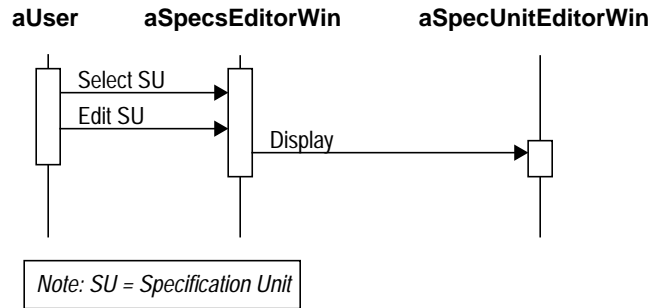 aUser aSpecsEditorWin aSpecUnitEditorWin
Select SU
Edit SU
Display
Note: SU = Specification Unit